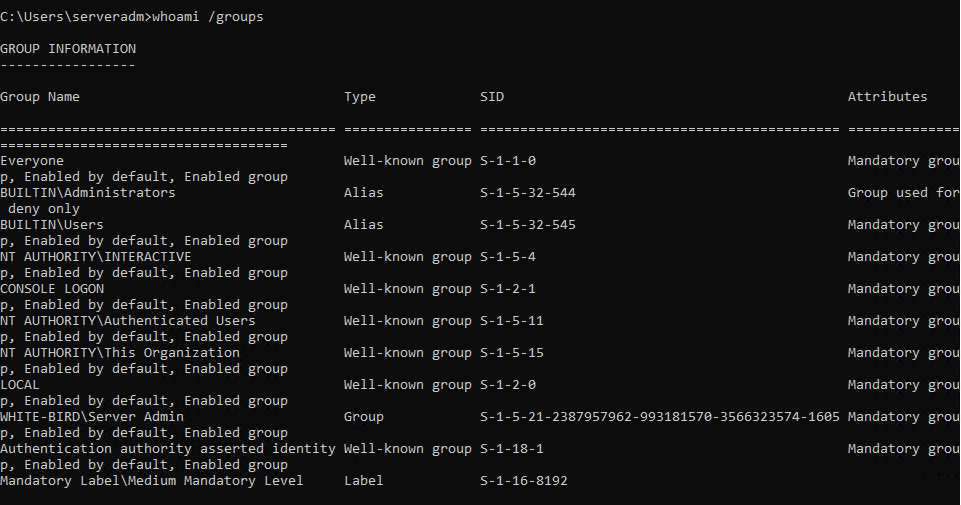 C:\Users\serveradm>whoami /groups
GROUP INFORMATION
-----------------
Group Name                                 Type             SID                                           Attributes
========================================== ================ ============================================= ==============
====================================
Everyone                                   Well-known group S-1-1-0                                       Mandatory grou
p, Enabled by default, Enabled group
BUILTIN\Administrators                     Alias            S-1-5-32-544                                  Group used for
 deny only
BUILTIN\Users                              Alias            S-1-5-32-545                                  Mandatory grou
p, Enabled by default, Enabled group
NT AUTHORITY\INTERACTIVE                   Well-known group S-1-5-4                                       Mandatory grou
p, Enabled by default, Enabled group
CONSOLE LOGON                              Well-known group S-1-2-1                                       Mandatory grou
p, Enabled by default, Enabled group
NT AUTHORITY\Authenticated Users           Well-known group S-1-5-11                                      Mandatory grou
p, Enabled by default, Enabled group
NT AUTHORITY\This Organization             Well-known group S-1-5-15                                      Mandatory grou
p, Enabled by default, Enabled group
LOCAL                                      Well-known group S-1-2-0                                       Mandatory grou
p, Enabled by default, Enabled group
WHITE-BIRD\Server Admin                    Group            S-1-5-21-2387957962-993181570-3566323574-1605 Mandatory grou
p, Enabled by default, Enabled group
Authentication authority asserted identity Well-known group S-1-18-1                                      Mandatory grou
p, Enabled by default, Enabled group
Mandatory Label\Medium Mandatory Level     Label            S-1-16-8192